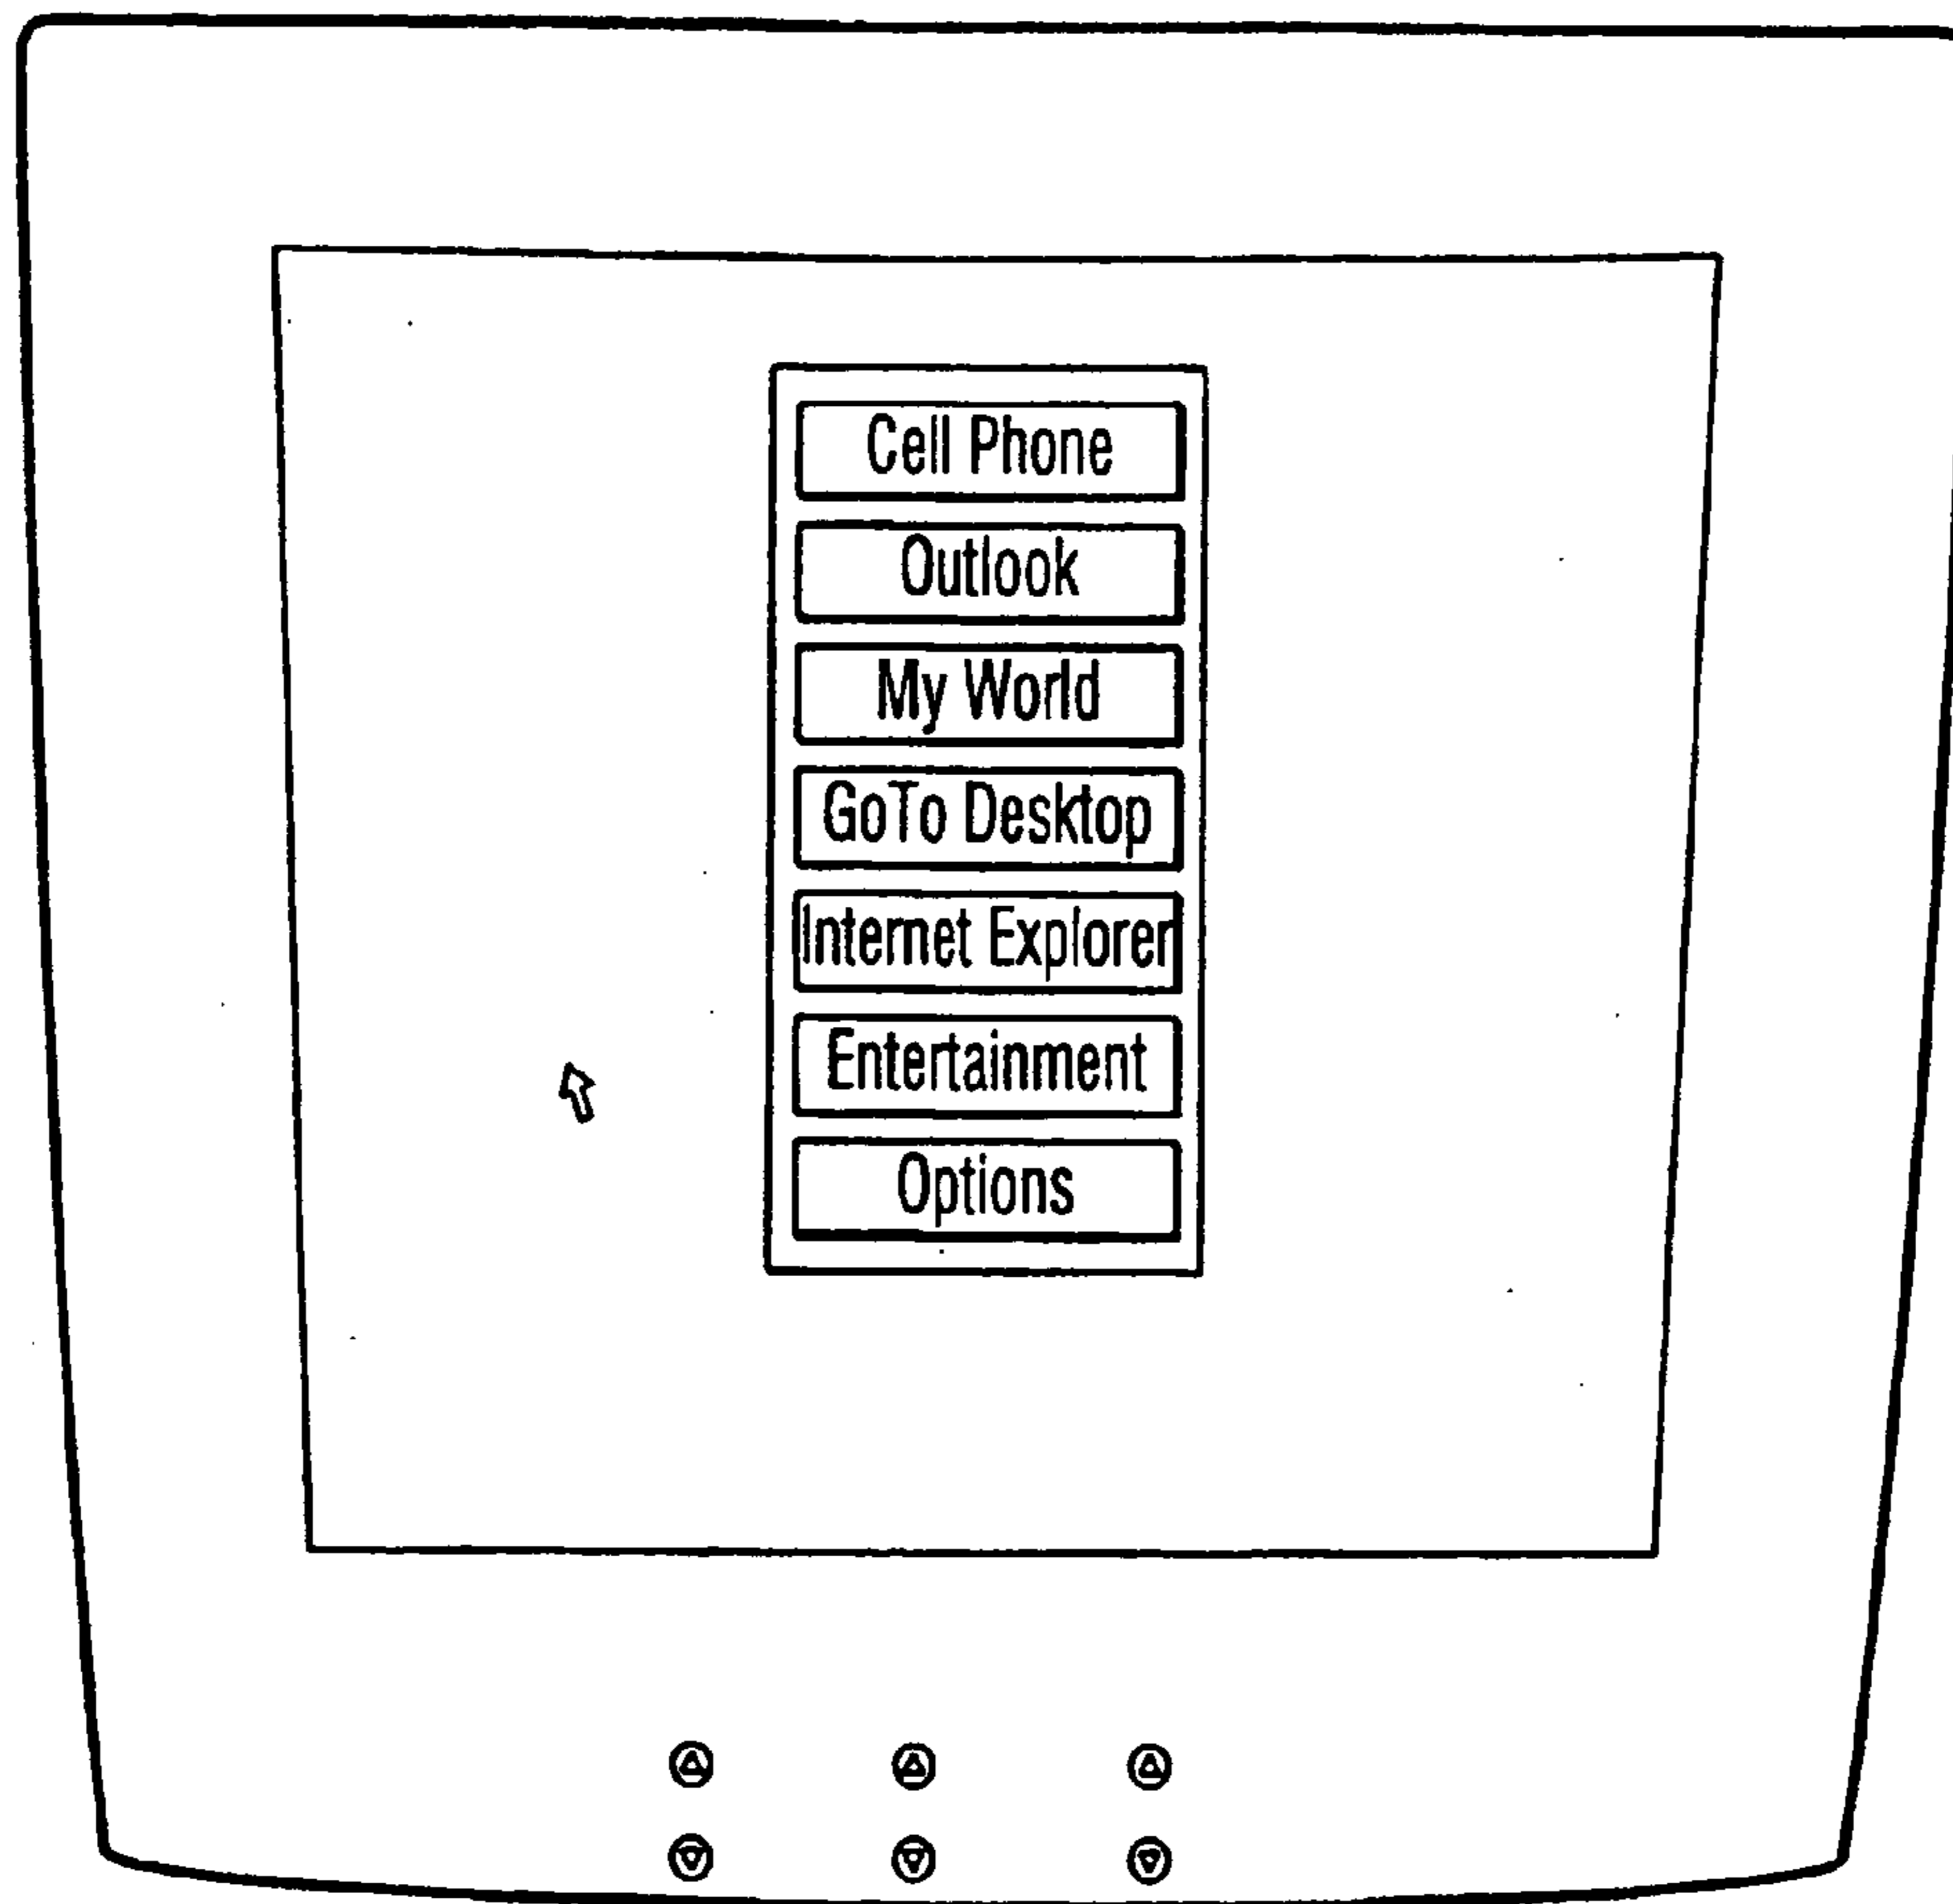 Cell Phone
Outlook
My World
GoTo Desktop
Internet Explorer
Entertainment
Options